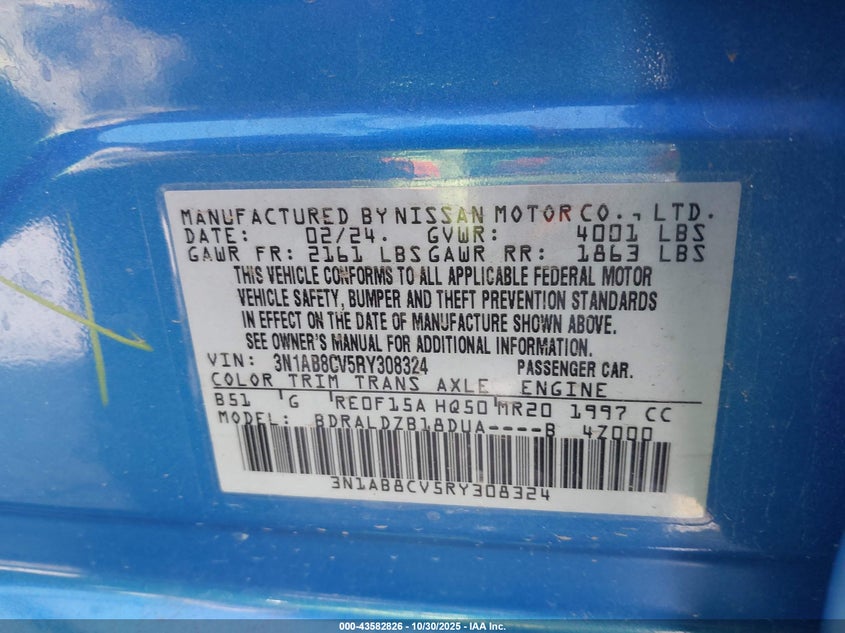 MANUFACTURED BY NISSAN MOTOR CO., LTD.
DATE: 02/24. GVWR: 4001 LBS
GAWR FR: 2161 LBS GAWR RR: 1863 LBS
THIS VEHICLE CONFORMS TO ALL APPLICABLE FEDERAL MOTOR
VEHICLE SAFETY, BUMPER AND THEFT PREVENTION STANDARDS
IN EFFECT ON THE DATE OF MANUFACTURE SHOWN ABOVE.
SEE OWNER'S MANUAL FOR ADDITIONAL INFORMATION.
VIN: 3N1AB8CV5RY308324 PASSENGER CAR.
COLOR TRIM TRANS AXLE ENGINE
B51 G RE0F15A HQ50 MR20 1997 CC
MODEL: BDRALDZB18DUA----B 4Z000
3N1AB8CV5RY308324
000-43582826 - 10/30/2025 - IAA Inc.